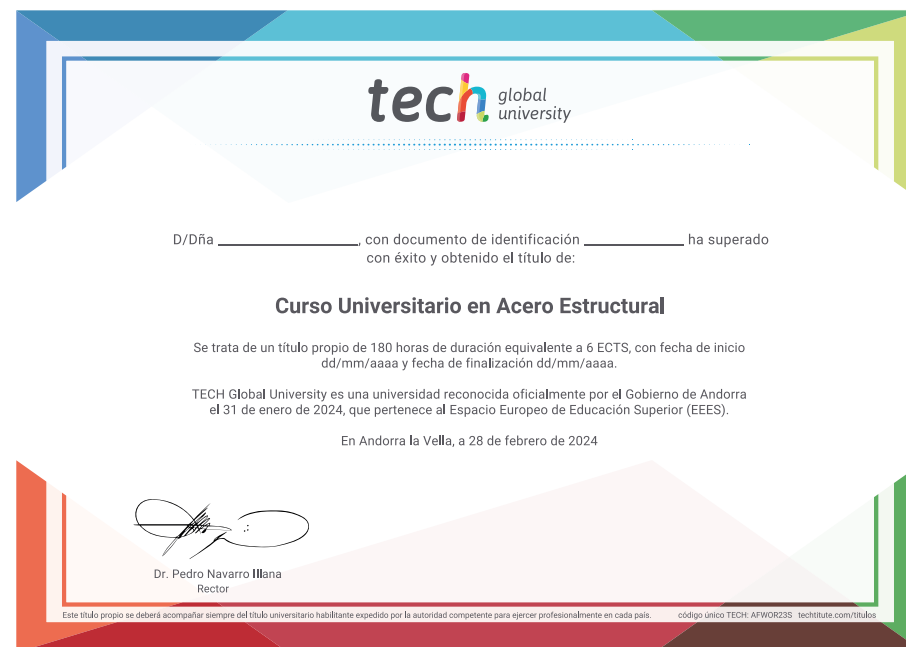 tech global university
D/Dña ____________, con documento de identificación ____________ ha superado
con éxito y obtenido el título de:
Curso Universitario en Acero Estructural
Se trata de un título propio de 180 horas de duración equivalente a 6 ECTS, con fecha de inicio
dd/mm/aaaa y fecha de finalización dd/mm/aaaa.
TECH Global University es una universidad reconocida oficialmente por el Gobierno de Andorra
el 31 de enero de 2024, que pertenece al Espacio Europeo de Educación Superior (EEES).
En Andorra la Vella, a 28 de febrero de 2024
Dr. Pedro Navarro Illana
Rector
Este título propio se deberá acompañar siempre del título universitario habilitante expedido por la autoridad competente para ejercer profesionalmente en cada país. código único TECH: AFWOR23S techtitute.com/titulos